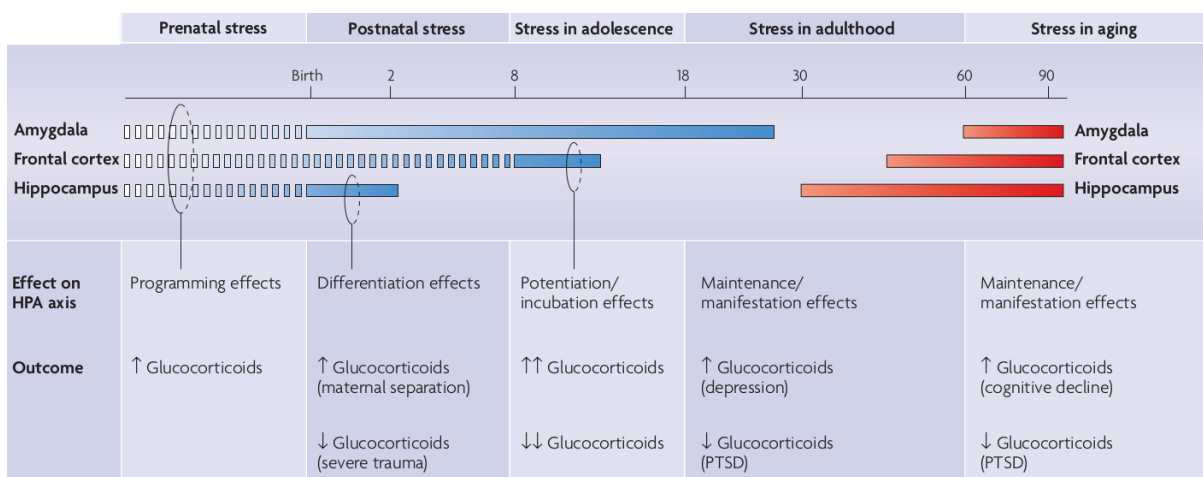 Prenatal stress
Postnatal stress
Stress in adolescence
Stress in adulthood
Stress in aging
Birth
2
8
18
30
60
90
Amygdala
Amygdala
Frontal cortex
Frontal cortex
Hippocampus
Hippocampus
Effect on
HPA axis
Programming effects
Differentiation effects
Potentiation/
incubation effects
Maintenance/
manifestation effects
Maintenance/
manifestation effects
Outcome
↑ Glucocorticoids
↑ Glucocorticoids
(maternal separation)
↑↑ Glucocorticoids
↑ Glucocorticoids
(depression)
↑ Glucocorticoids
(cognitive decline)
↓ Glucocorticoids
(severe trauma)
↓↓ Glucocorticoids
↓ Glucocorticoids
(PTSD)
↓ Glucocorticoids
(PTSD)